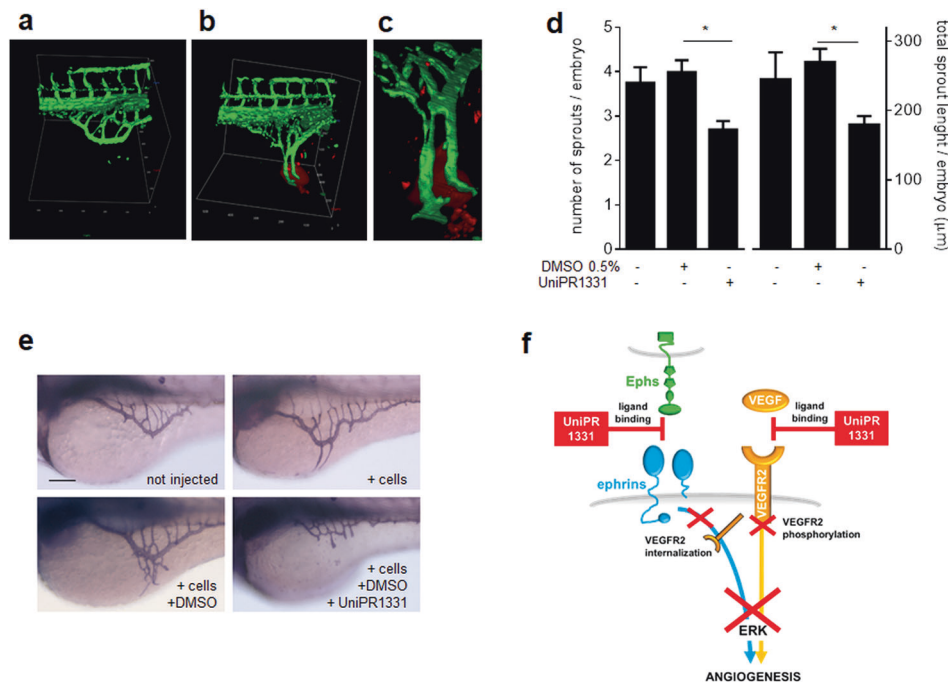 a
b
c
d
number of sprouts / embryo
5
4
3
2
1
0
*
*
300
200
100
0
total sprout lenght / embryo (µm)
DMSO 0.5%
- + - - + -
UniPR1331
- - + - - +
e
not injected
+ cells
+ cells
+DMSO
+ cells
+DMSO
+ UniPR1331
f
Ephs
VEGF
ligand
binding
ligand
binding
UniPR
1331
UniPR
1331
ephrins
VEGFR2
VEGFR2
internalization
VEGFR2
phosphorylation
ERK
ANGIOGENESIS